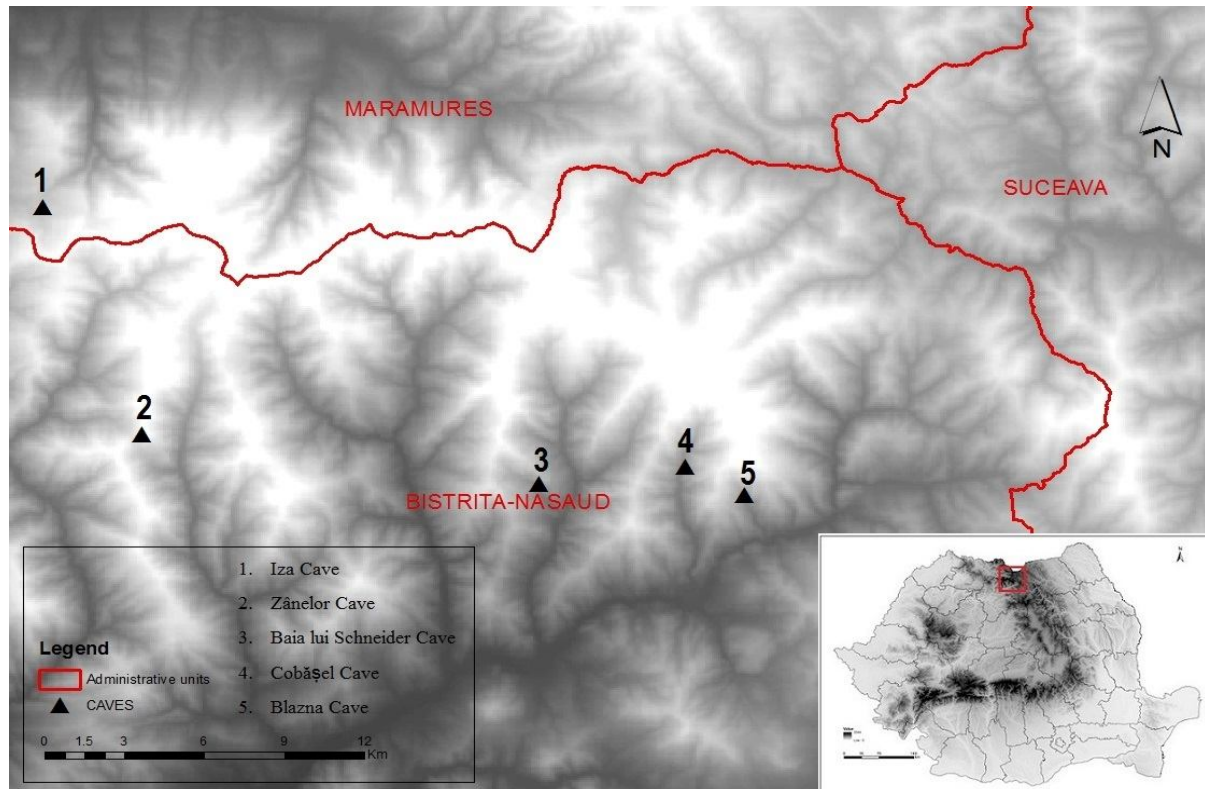 MARAMURES
N
1
SUCEAVA
2
3
4
5
BISTRITA-NASAUD
1. Iza Cave
2. Zânelor Cave
3. Baia lui Schneider Cave
4. Cobășel Cave
5. Blazna Cave
Legend
Administrative units
CAVES
0 1.5 3 6 9 12
Km
N
Value